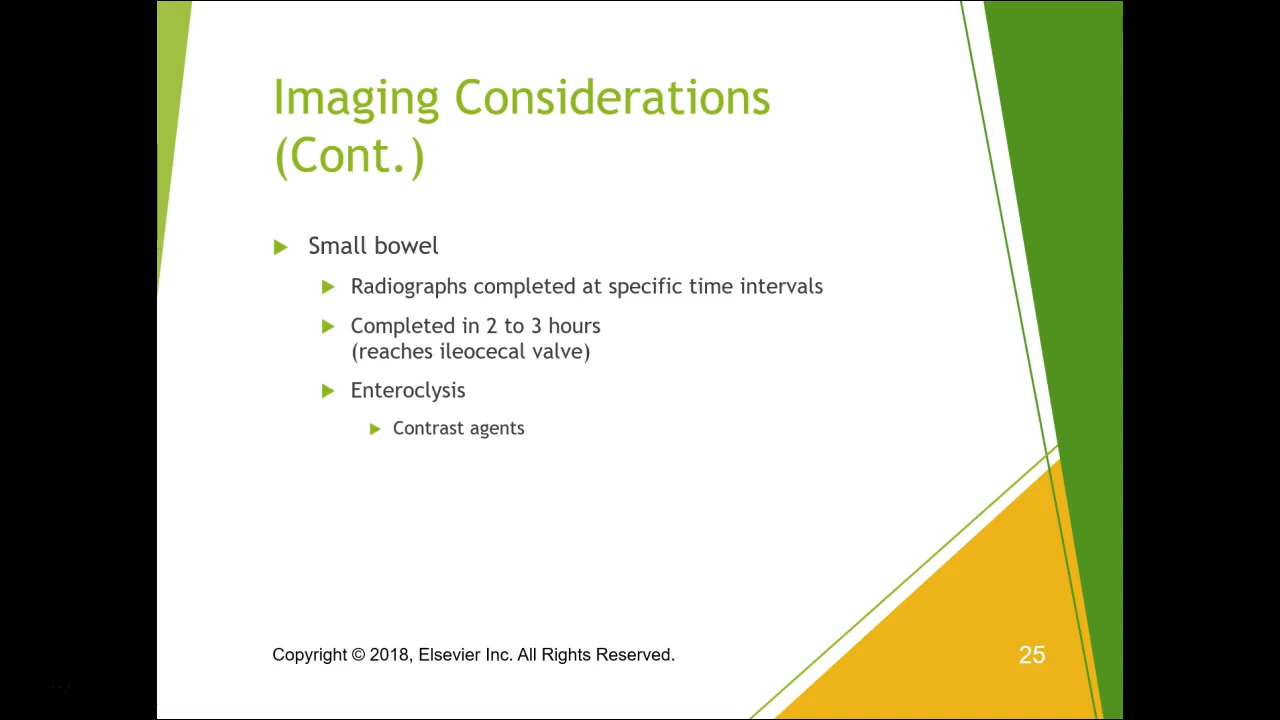 Imaging Considerations
(Cont.)
Small bowel
Radiographs completed at specific time intervals
Completed in 2 to 3 hours
(reaches ileocecal valve)
Enteroclysis
Contrast agents
Copyright © 2018, Elsevier Inc. All Rights Reserved.
25